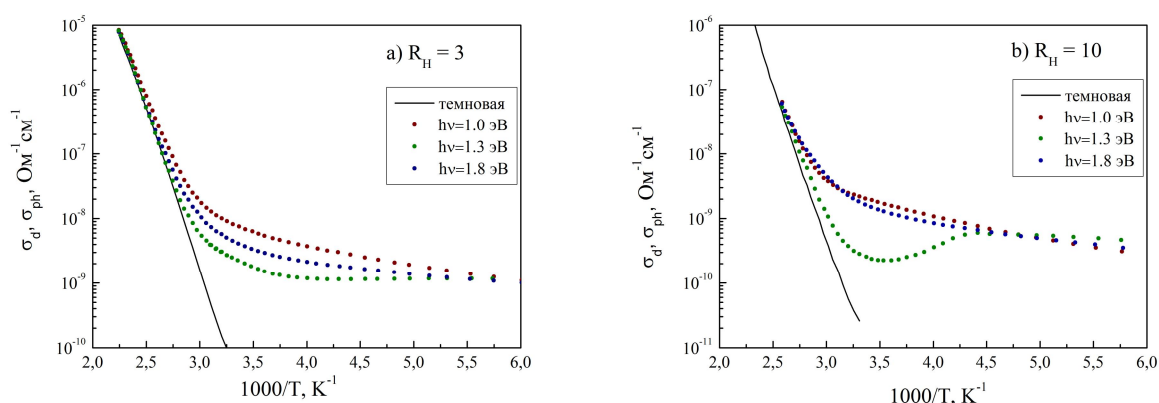 a) R_H = 3
темновая
hν=1.0 эВ
hν=1.3 эВ
hν=1.8 эВ
σ_d, σ_ph, Ом^-1 см^-1
10^-5
10^-6
10^-7
10^-8
10^-9
10^-10
2,0 2,5 3,0 3,5 4,0 4,5 5,0 5,5 6,0
1000/T, K^-1
b) R_H = 10
темновая
hν=1.0 эВ
hν=1.3 эВ
hν=1.8 эВ
σ_d, σ_ph, Ом^-1 см^-1
10^-6
10^-7
10^-8
10^-9
10^-10
10^-11
2,0 2,5 3,0 3,5 4,0 4,5 5,0 5,5 6,0
1000/T, K^-1